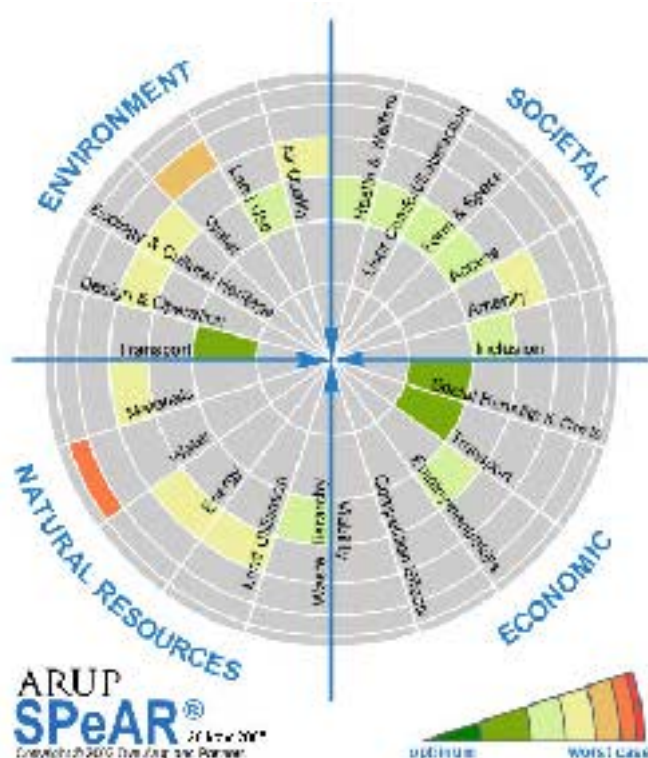 ENVIRONMENT
SOCIETAL
Air Quality
Land Use
Ecology & Cultural Heritage
Design & Operation
Transport
Health & Welfare
Form & Space
Access
Amenity
Inclusion
Materials
Water
Energy
Land Utilisation
Waste Hierarchy
Social Benefits & Costs
Transport
Employment/Skills
Competition Effects
Viability
NATURAL RESOURCES
ECONOMIC
ARUP
SPeAR®
optimum
worst case